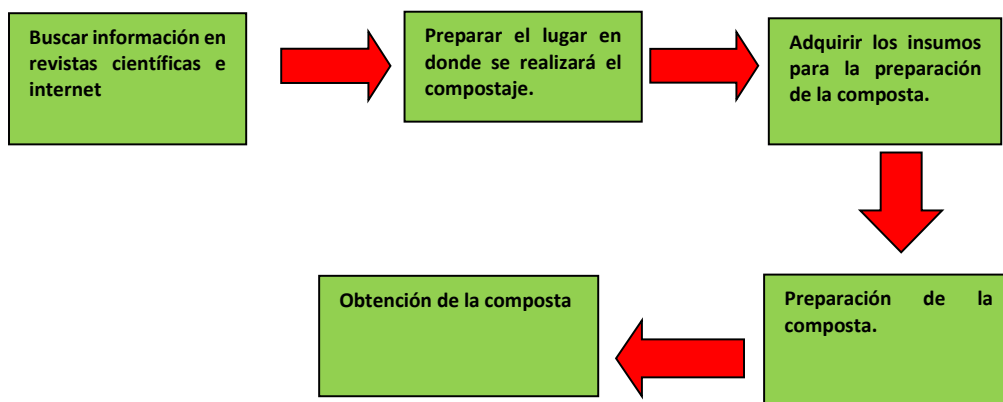 Buscar información en
revistas científicas e
internet
Preparar el lugar en
donde se realizará el
compostaje.
Adquirir los insumos
para la preparación
de la composta.
Preparación de la
composta.
Obtención de la composta